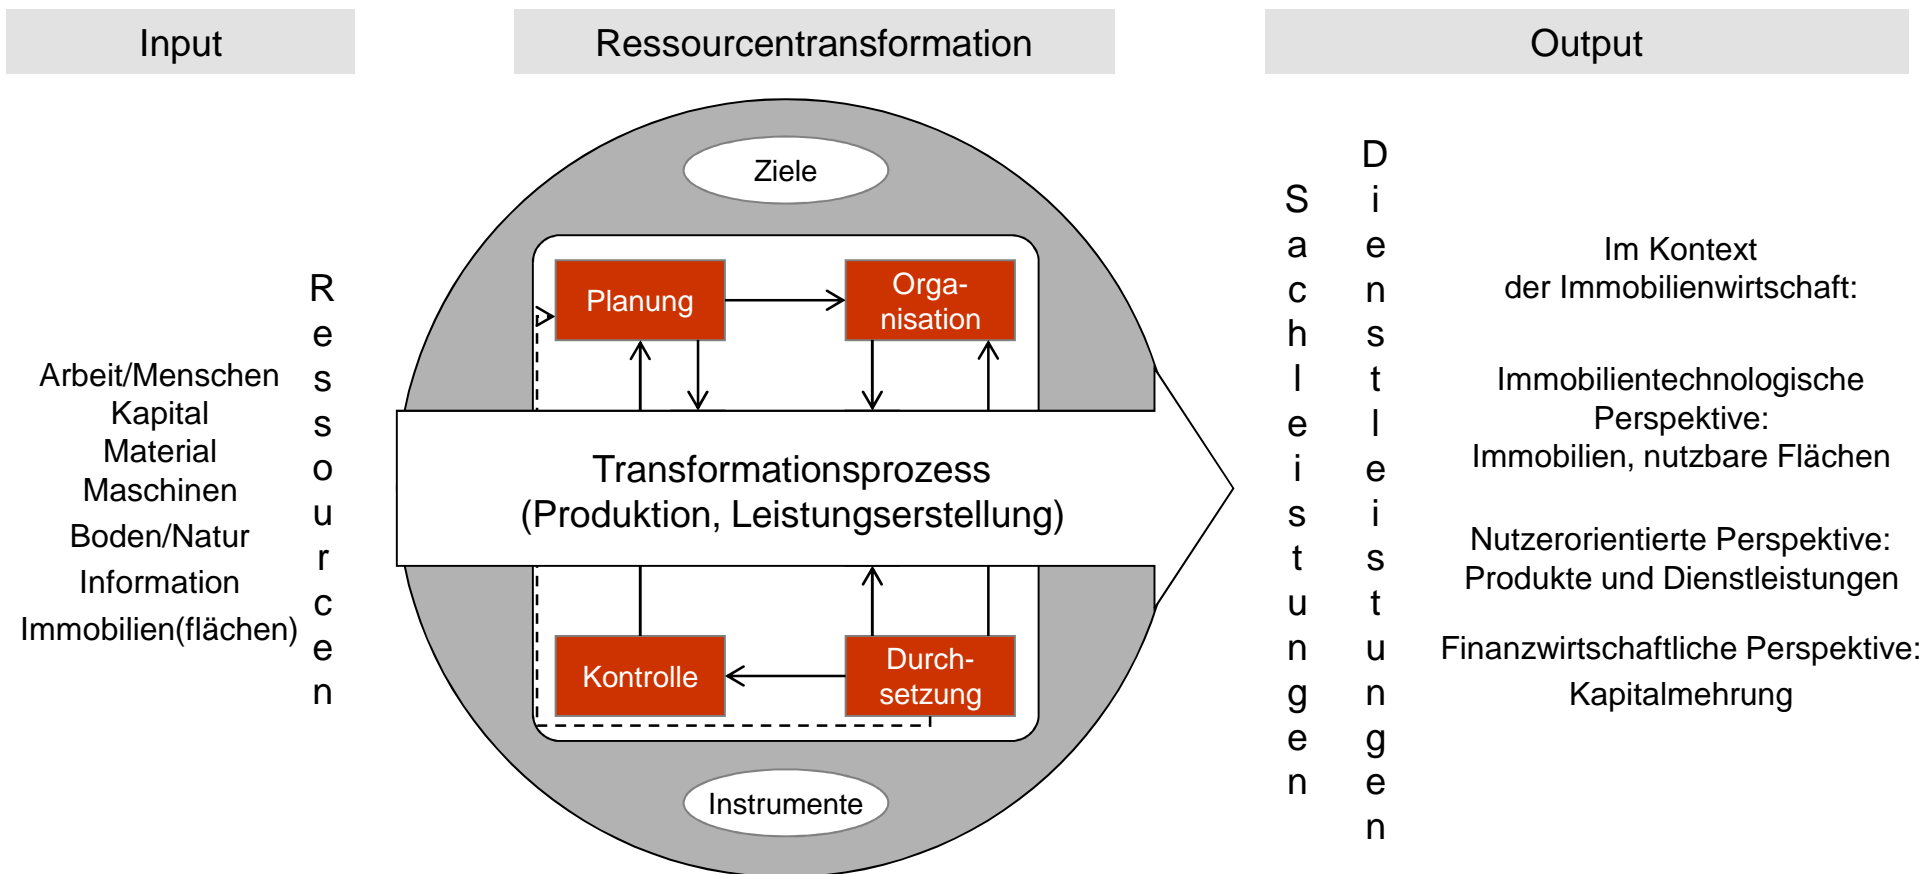 Input
Ressourcentransformation
Output
Arbeit/Menschen
Kapital
Material
Maschinen
Boden/Natur
Information
Immobilien(flächen)
Ressourcen
Ziele
Planung
Orga-
nisation
Transformationsprozess
(Produktion, Leistungserstellung)
Kontrolle
Durch-
setzung
Instrumente
Sachleistungen
Dienstleistungen
Im Kontext
der Immobilienwirtschaft:
Immobilientechnologische
Perspektive:
Immobilien, nutzbare Flächen
Nutzerorientierte Perspektive:
Produkte und Dienstleistungen
Finanzwirtschaftliche Perspektive:
Kapitalmehrung